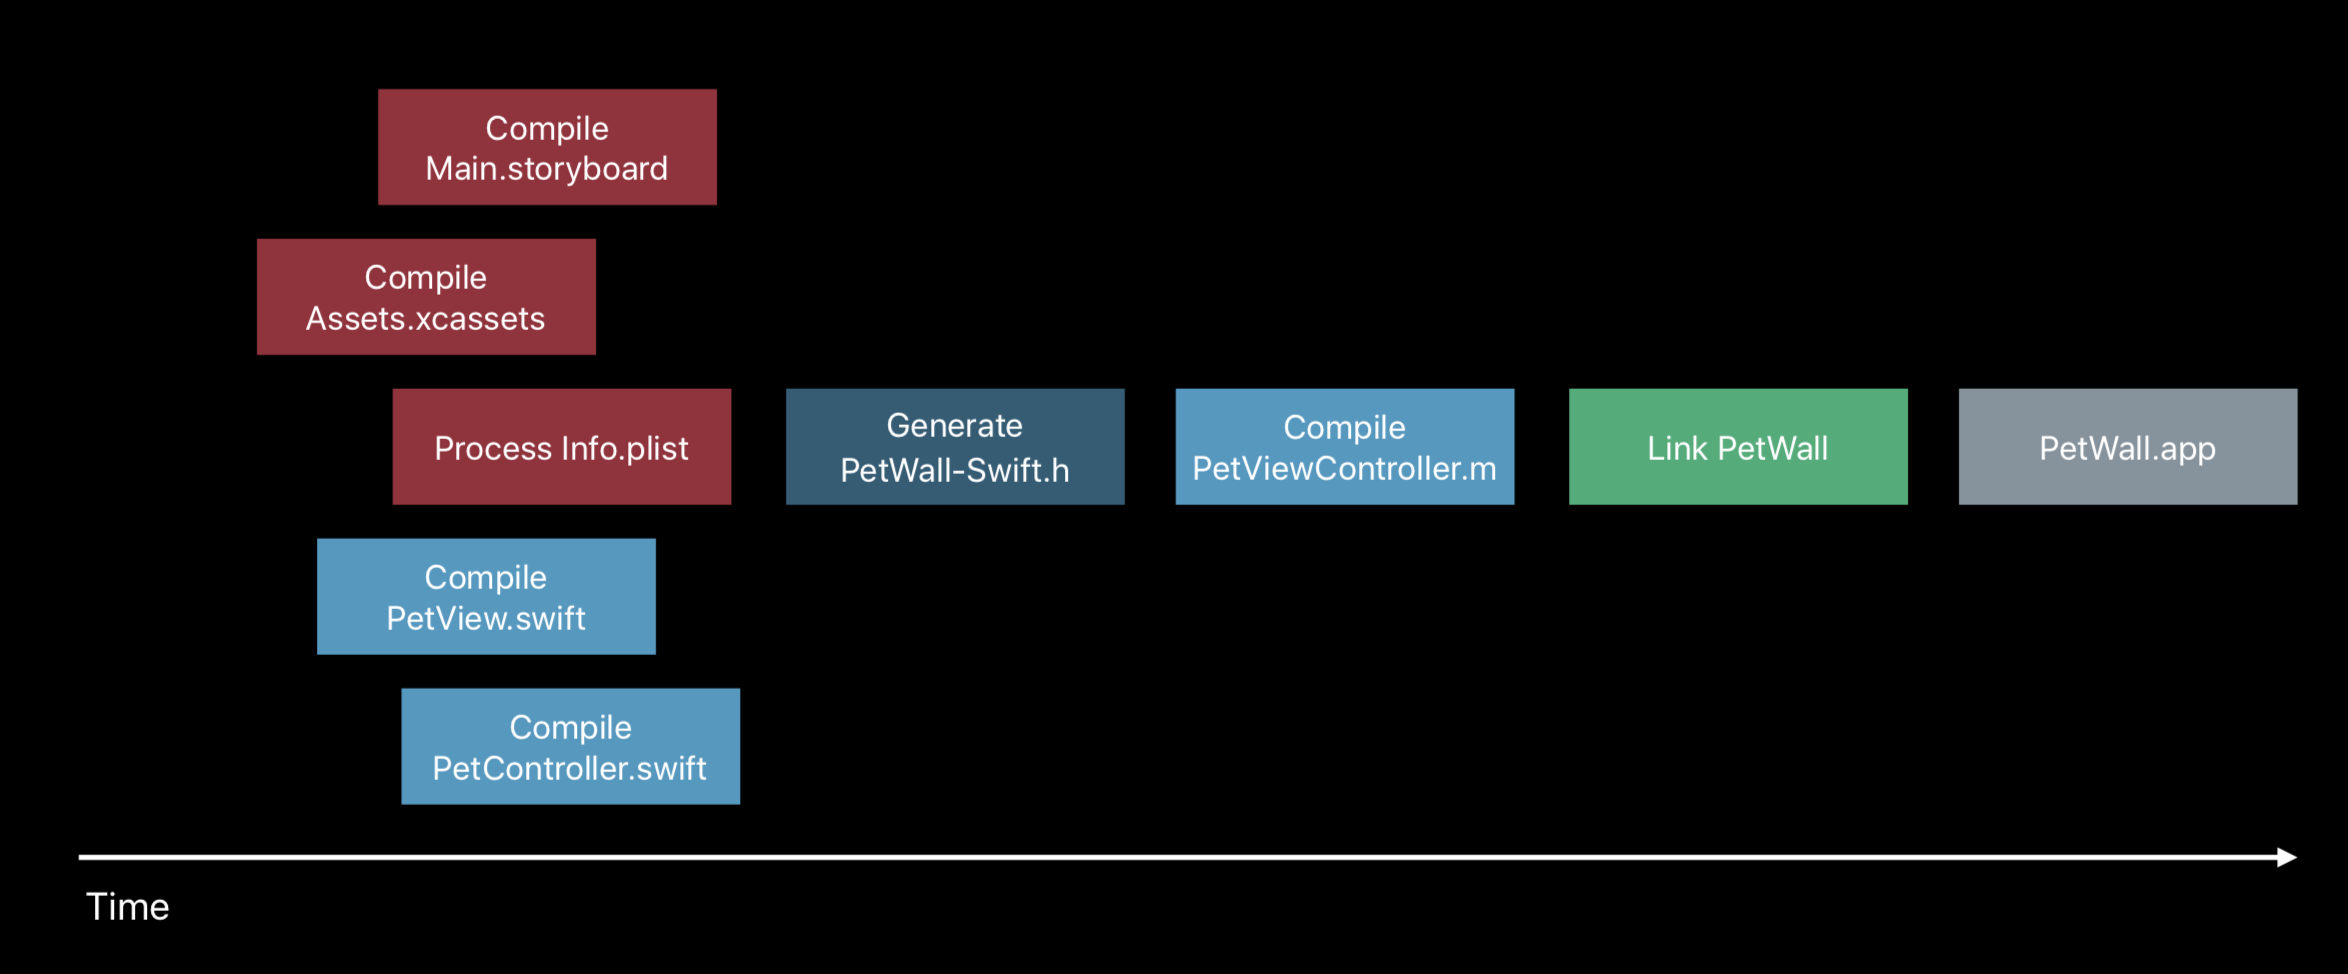 Compile
Main.storyboard
Compile
Assets.xcassets
Process Info.plist
Generate
PetWall-Swift.h
Compile
PetViewController.m
Link PetWall
PetWall.app
Compile
PetView.swift
Compile
PetController.swift
Time